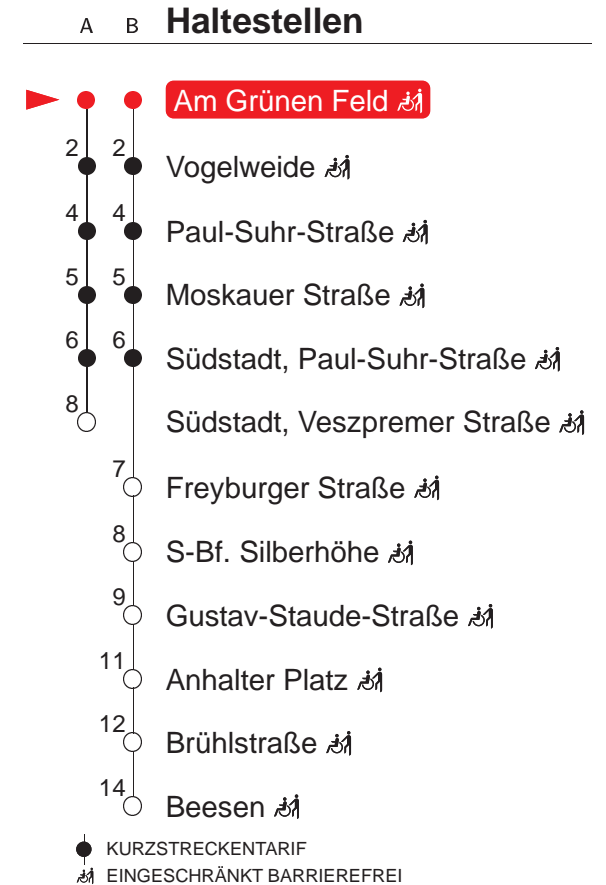 A B Haltestellen
Am Grünen Feld
2 2 Vogelweide
4 4 Paul-Suhr-Straße
5 5 Moskauer Straße
6 6 Südstadt, Paul-Suhr-Straße
8 Südstadt, Veszpremer Straße
7 Freyburger Straße
8 S-Bf. Silberhöhe
9 Gustav-Staude-Straße
11 Anhalter Platz
12 Brühlstraße
14 Beesen
KURZSTRECKENTARIF
EINGESCHRÄNKT BARRIEREFREI